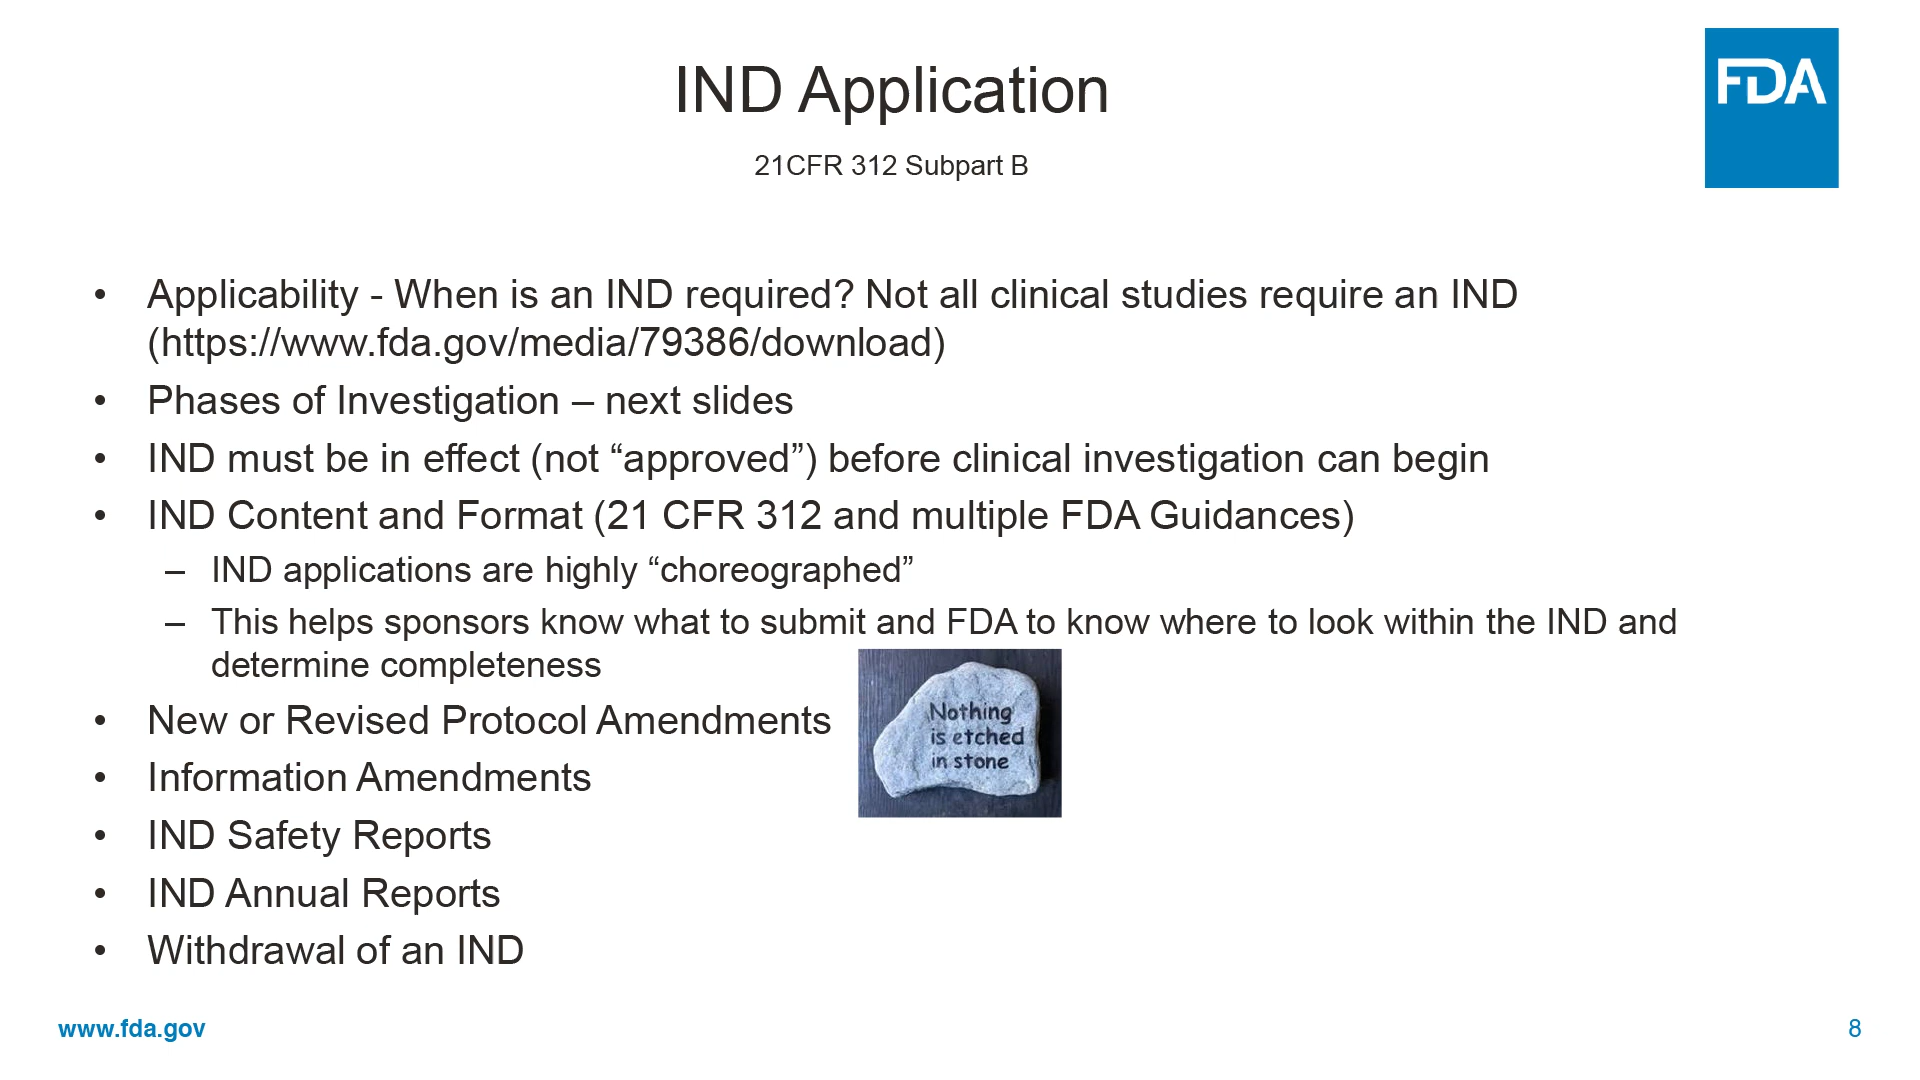 IND Application
FDA
21CFR 312 Subpart B
• Applicability - When is an IND required? Not all clinical studies require an IND
(https://www.fda.gov/media/79386/download)
• Phases of Investigation – next slides
• IND must be in effect (not “approved”) before clinical investigation can begin
• IND Content and Format (21 CFR 312 and multiple FDA Guidances)
– IND applications are highly “choreographed”
– This helps sponsors know what to submit and FDA to know where to look within the IND and
determine completeness
• New or Revised Protocol Amendments
Nothing
is etched
in stone
• Information Amendments
• IND Safety Reports
• IND Annual Reports
• Withdrawal of an IND
www.fda.gov
8